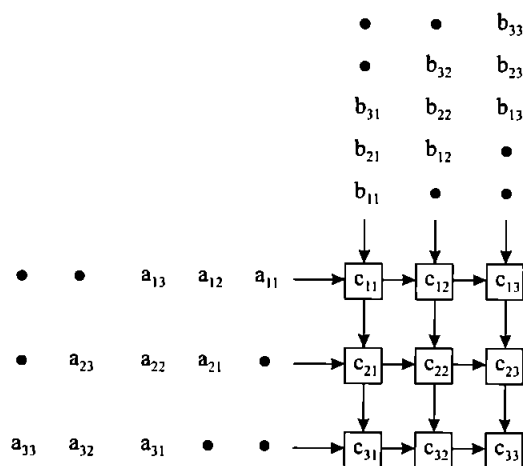 ● ● b₃₃
● b₃₂ b₂₃
b₃₁ b₂₂ b₁₃
b₂₁ b₁₂ ●
b₁₁ ● ●
● ● a₁₃ a₁₂ a₁₁ c₁₁ c₁₂ c₁₃
● a₂₃ a₂₂ a₂₁ ● c₂₁ c₂₂ c₂₃
a₃₃ a₃₂ a₃₁ ● ● c₃₁ c₃₂ c₃₃